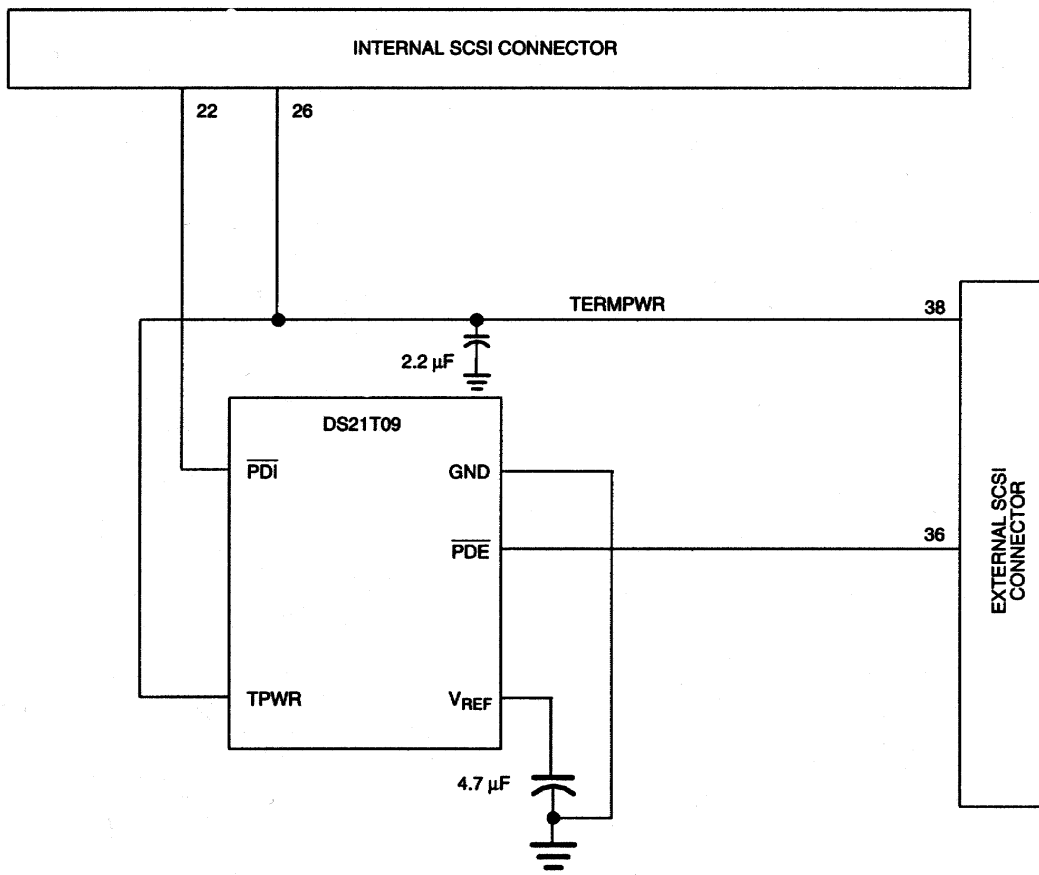 INTERNAL SCSI CONNECTOR
22
26
TERMPWR
38
2.2 µF
DS21T09
PDI
GND
36
PDE
EXTERNAL SCSI
CONNECTOR
TPWR
VREF
4.7 µF